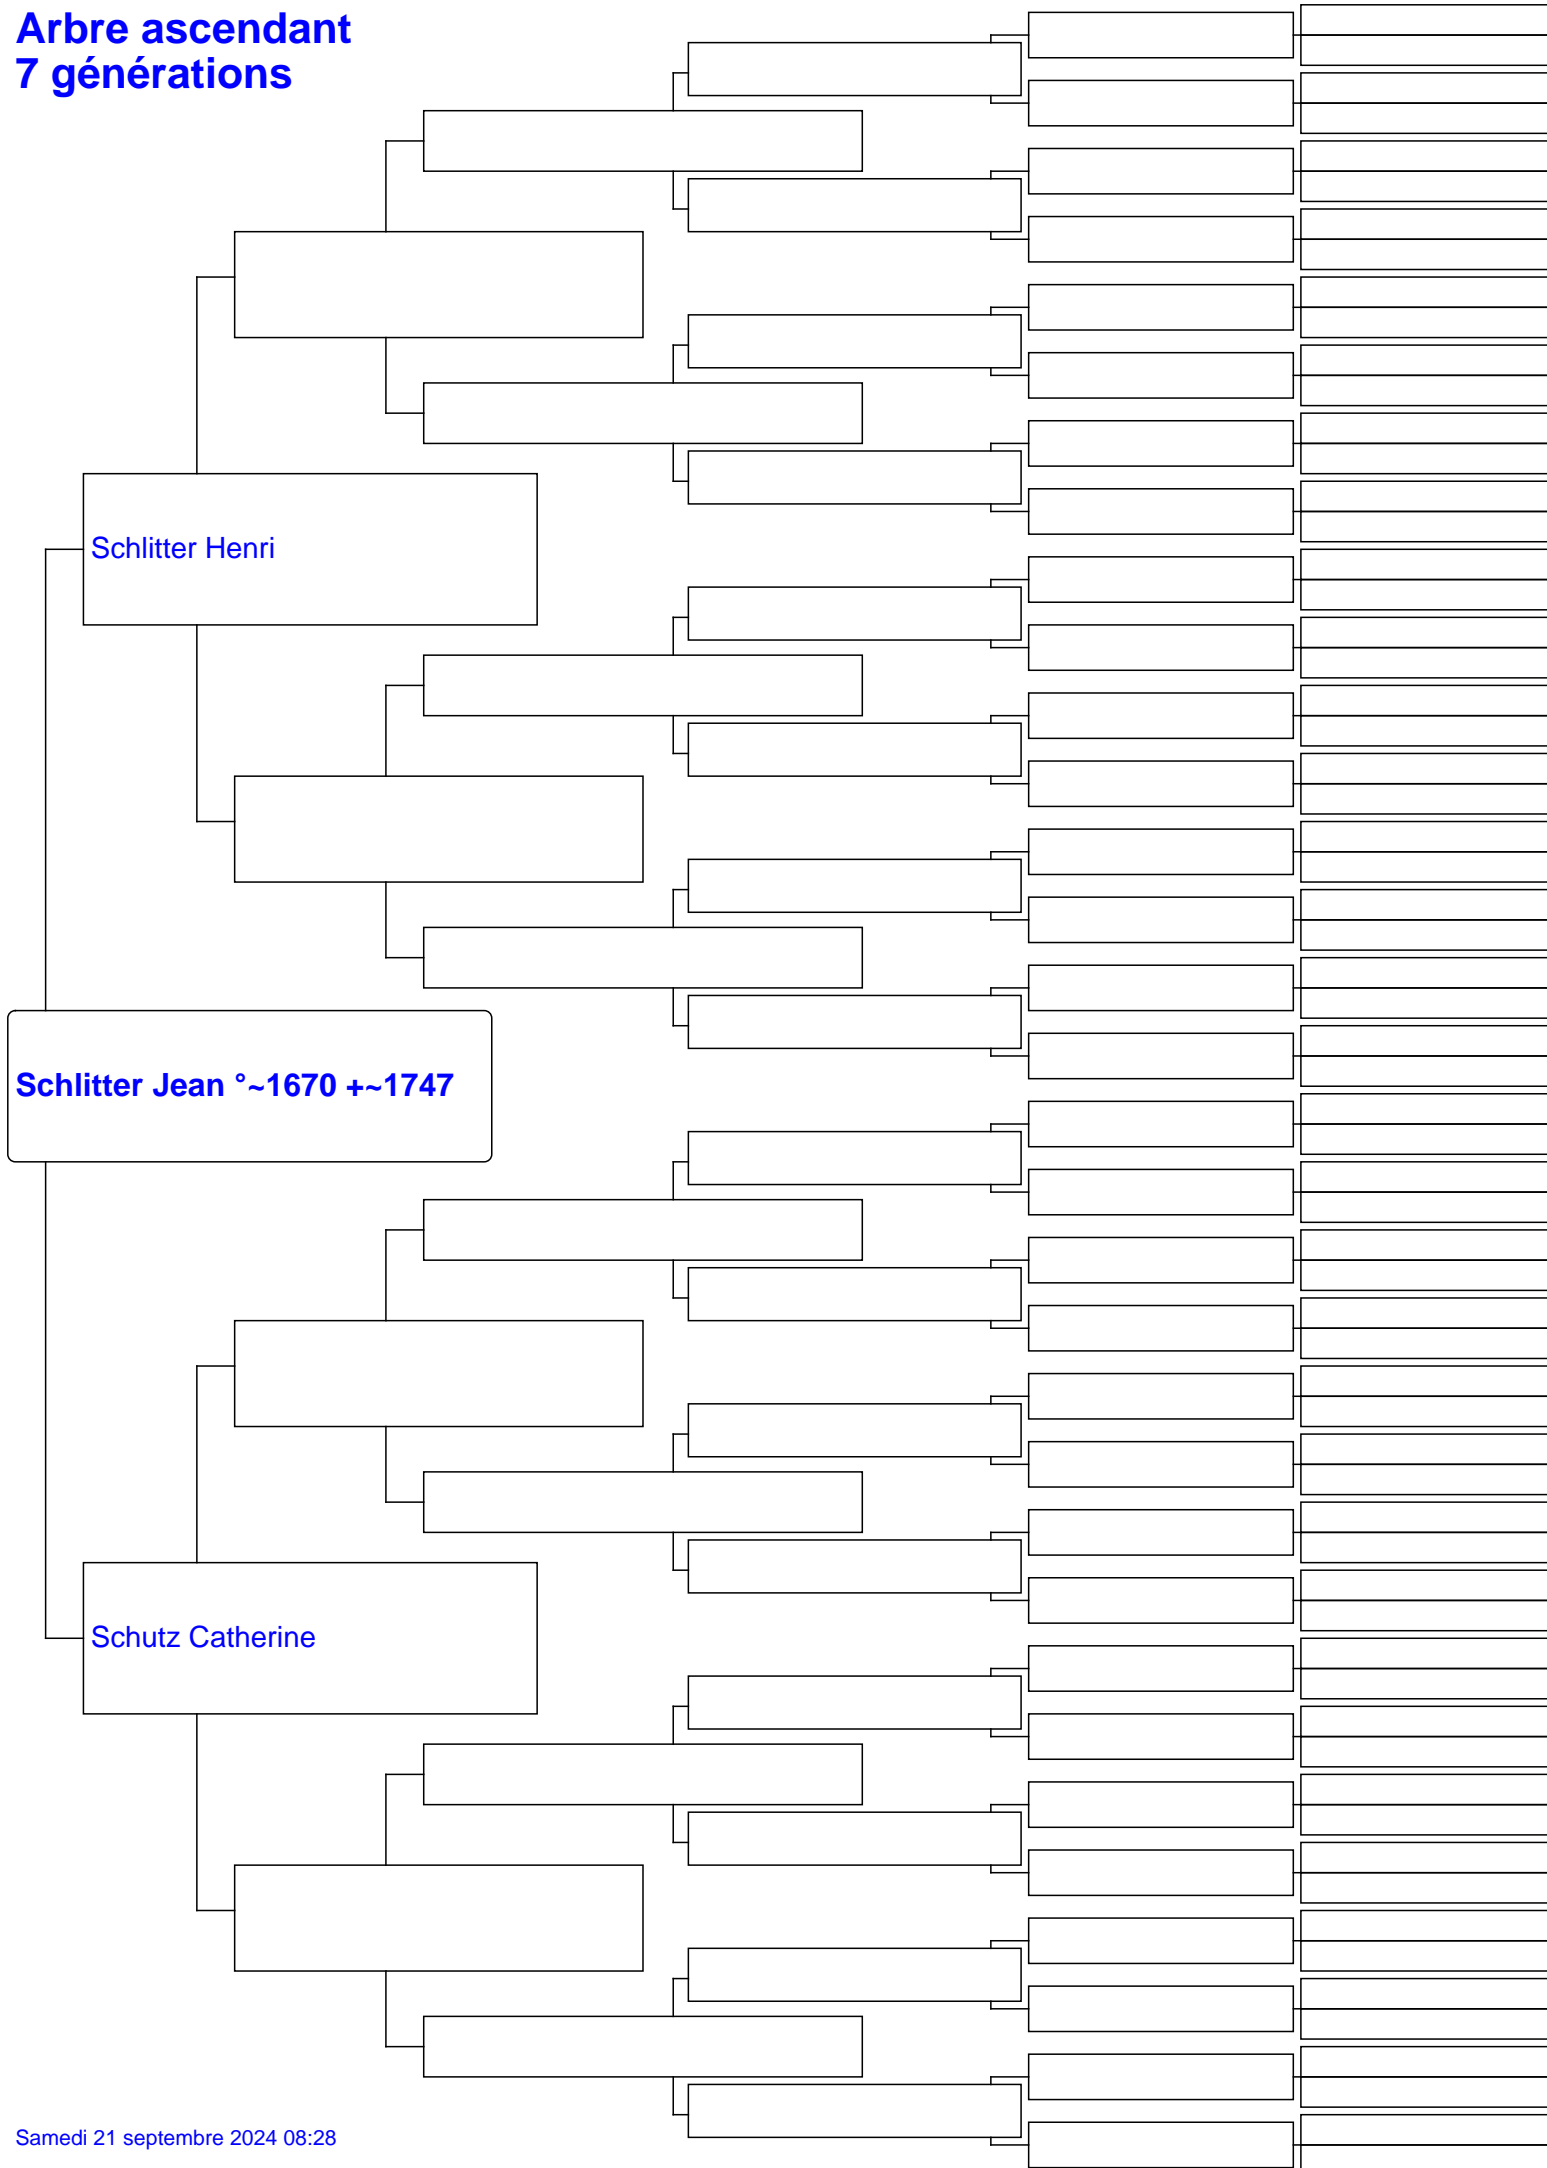 Arbre ascendant
7 générations
Schlitter Henri
Schlitter Jean °~1670 +~1747
Schutz Catherine
Samedi 21 septembre 2024 08:28